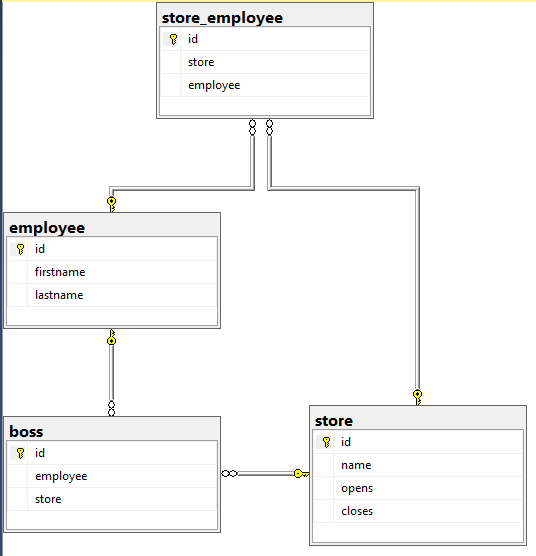 store_employee
id
store
employee
employee
id
firstname
lastname
boss
id
employee
store
store
id
name
opens
closes